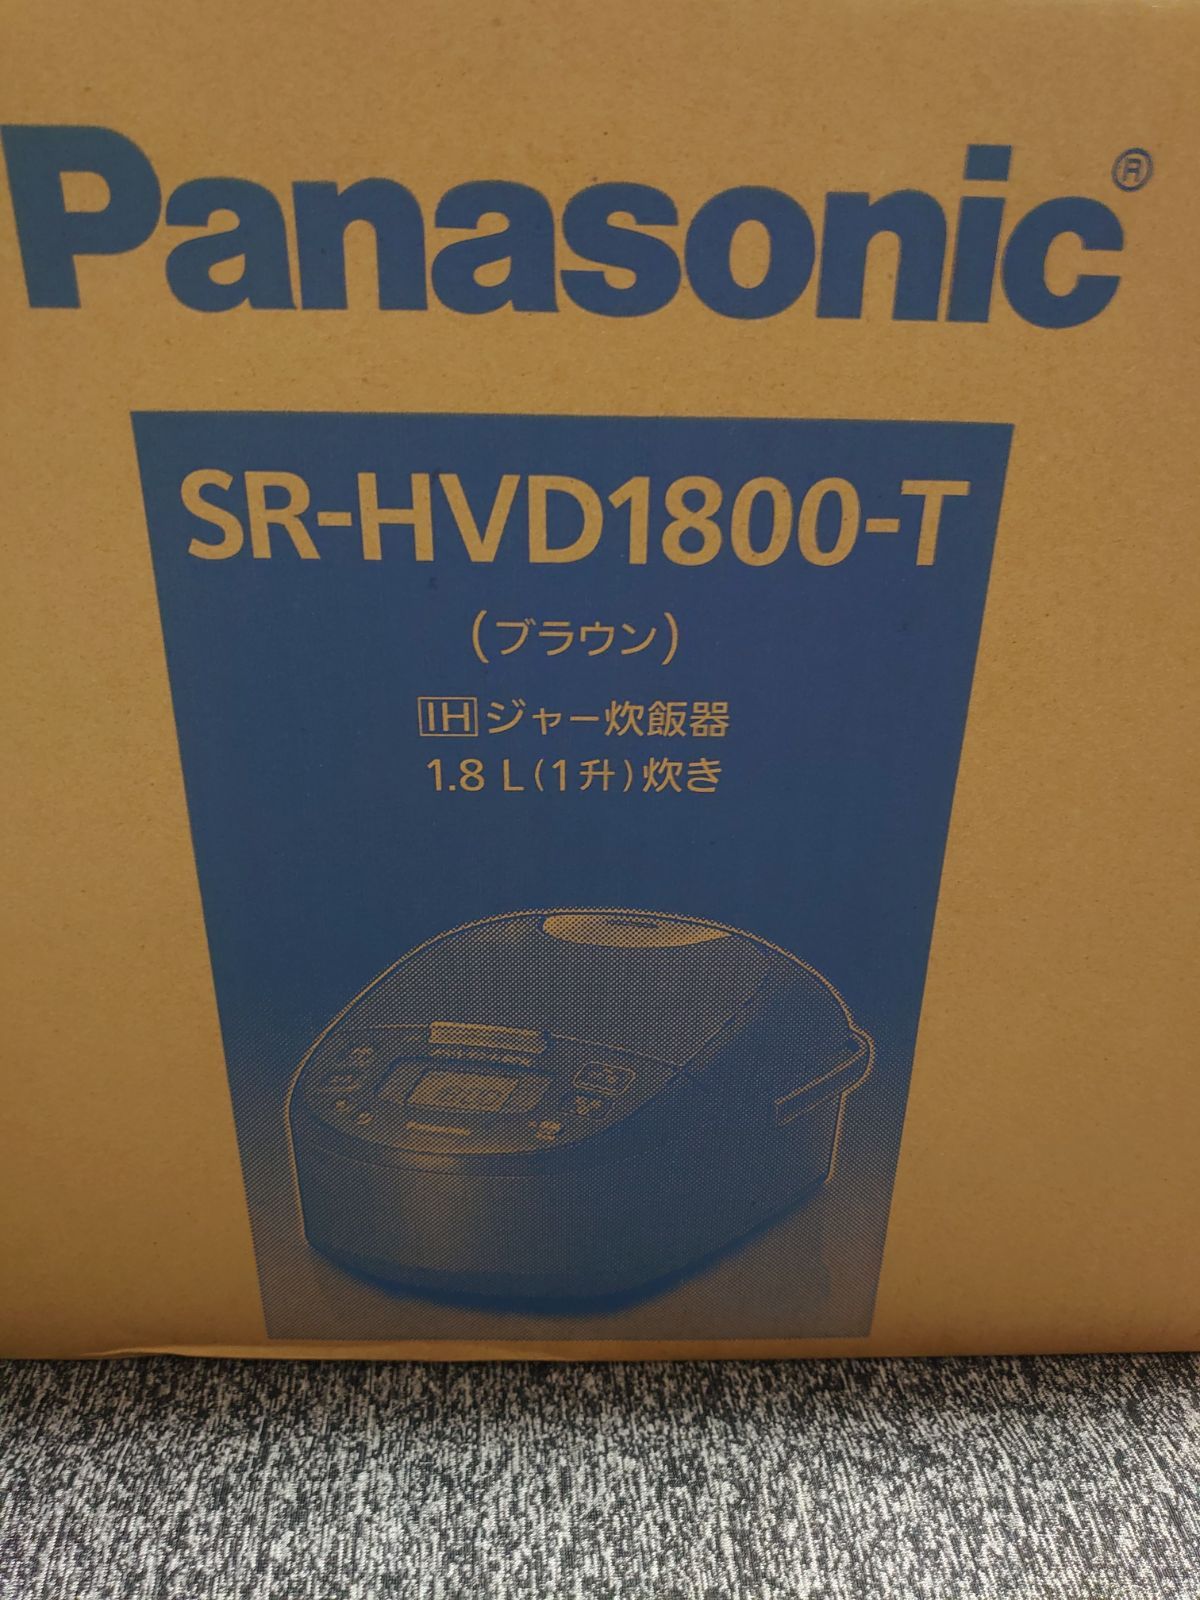 Panasonic®
SR-HVD1800-T
(ブラウン)
IHジャー炊飯器
1.8 L(1升)炊き
Panasonic